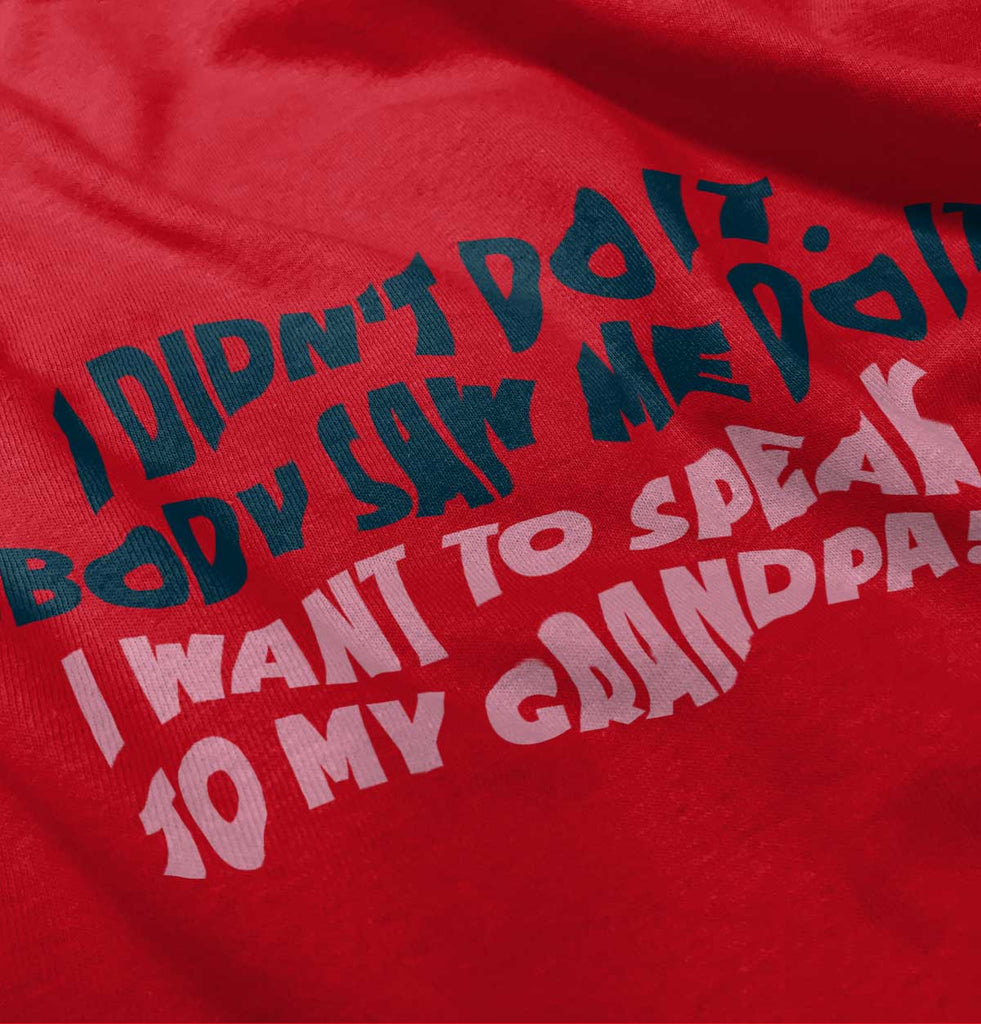 I DIDN'T DO IT.
BODY SAW ME DO IT
I WANT TO SPEAK
TO MY GRANDPA!